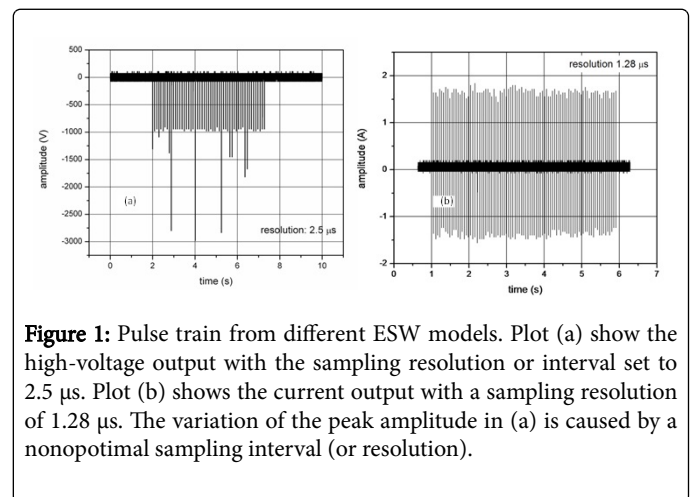 500
0
-500
-1000
-1500
-2000
-2500
-3000
amplitude (V)
(a)
resolution: 2.5 µs
0 2 4 6 8 10
time (s)
resolution 1.28 µs
2
1
0
-1
-2
amplitude (A)
(b)
0 1 2 3 4 5 6 7
time (s)
Figure 1: Pulse train from different ESW models. Plot (a) show the
high-voltage output with the sampling resolution or interval set to
2.5 µs. Plot (b) shows the current output with a sampling resolution
of 1.28 µs. The variation of the peak amplitude in (a) is caused by a
nonopotimal sampling interval (or resolution).